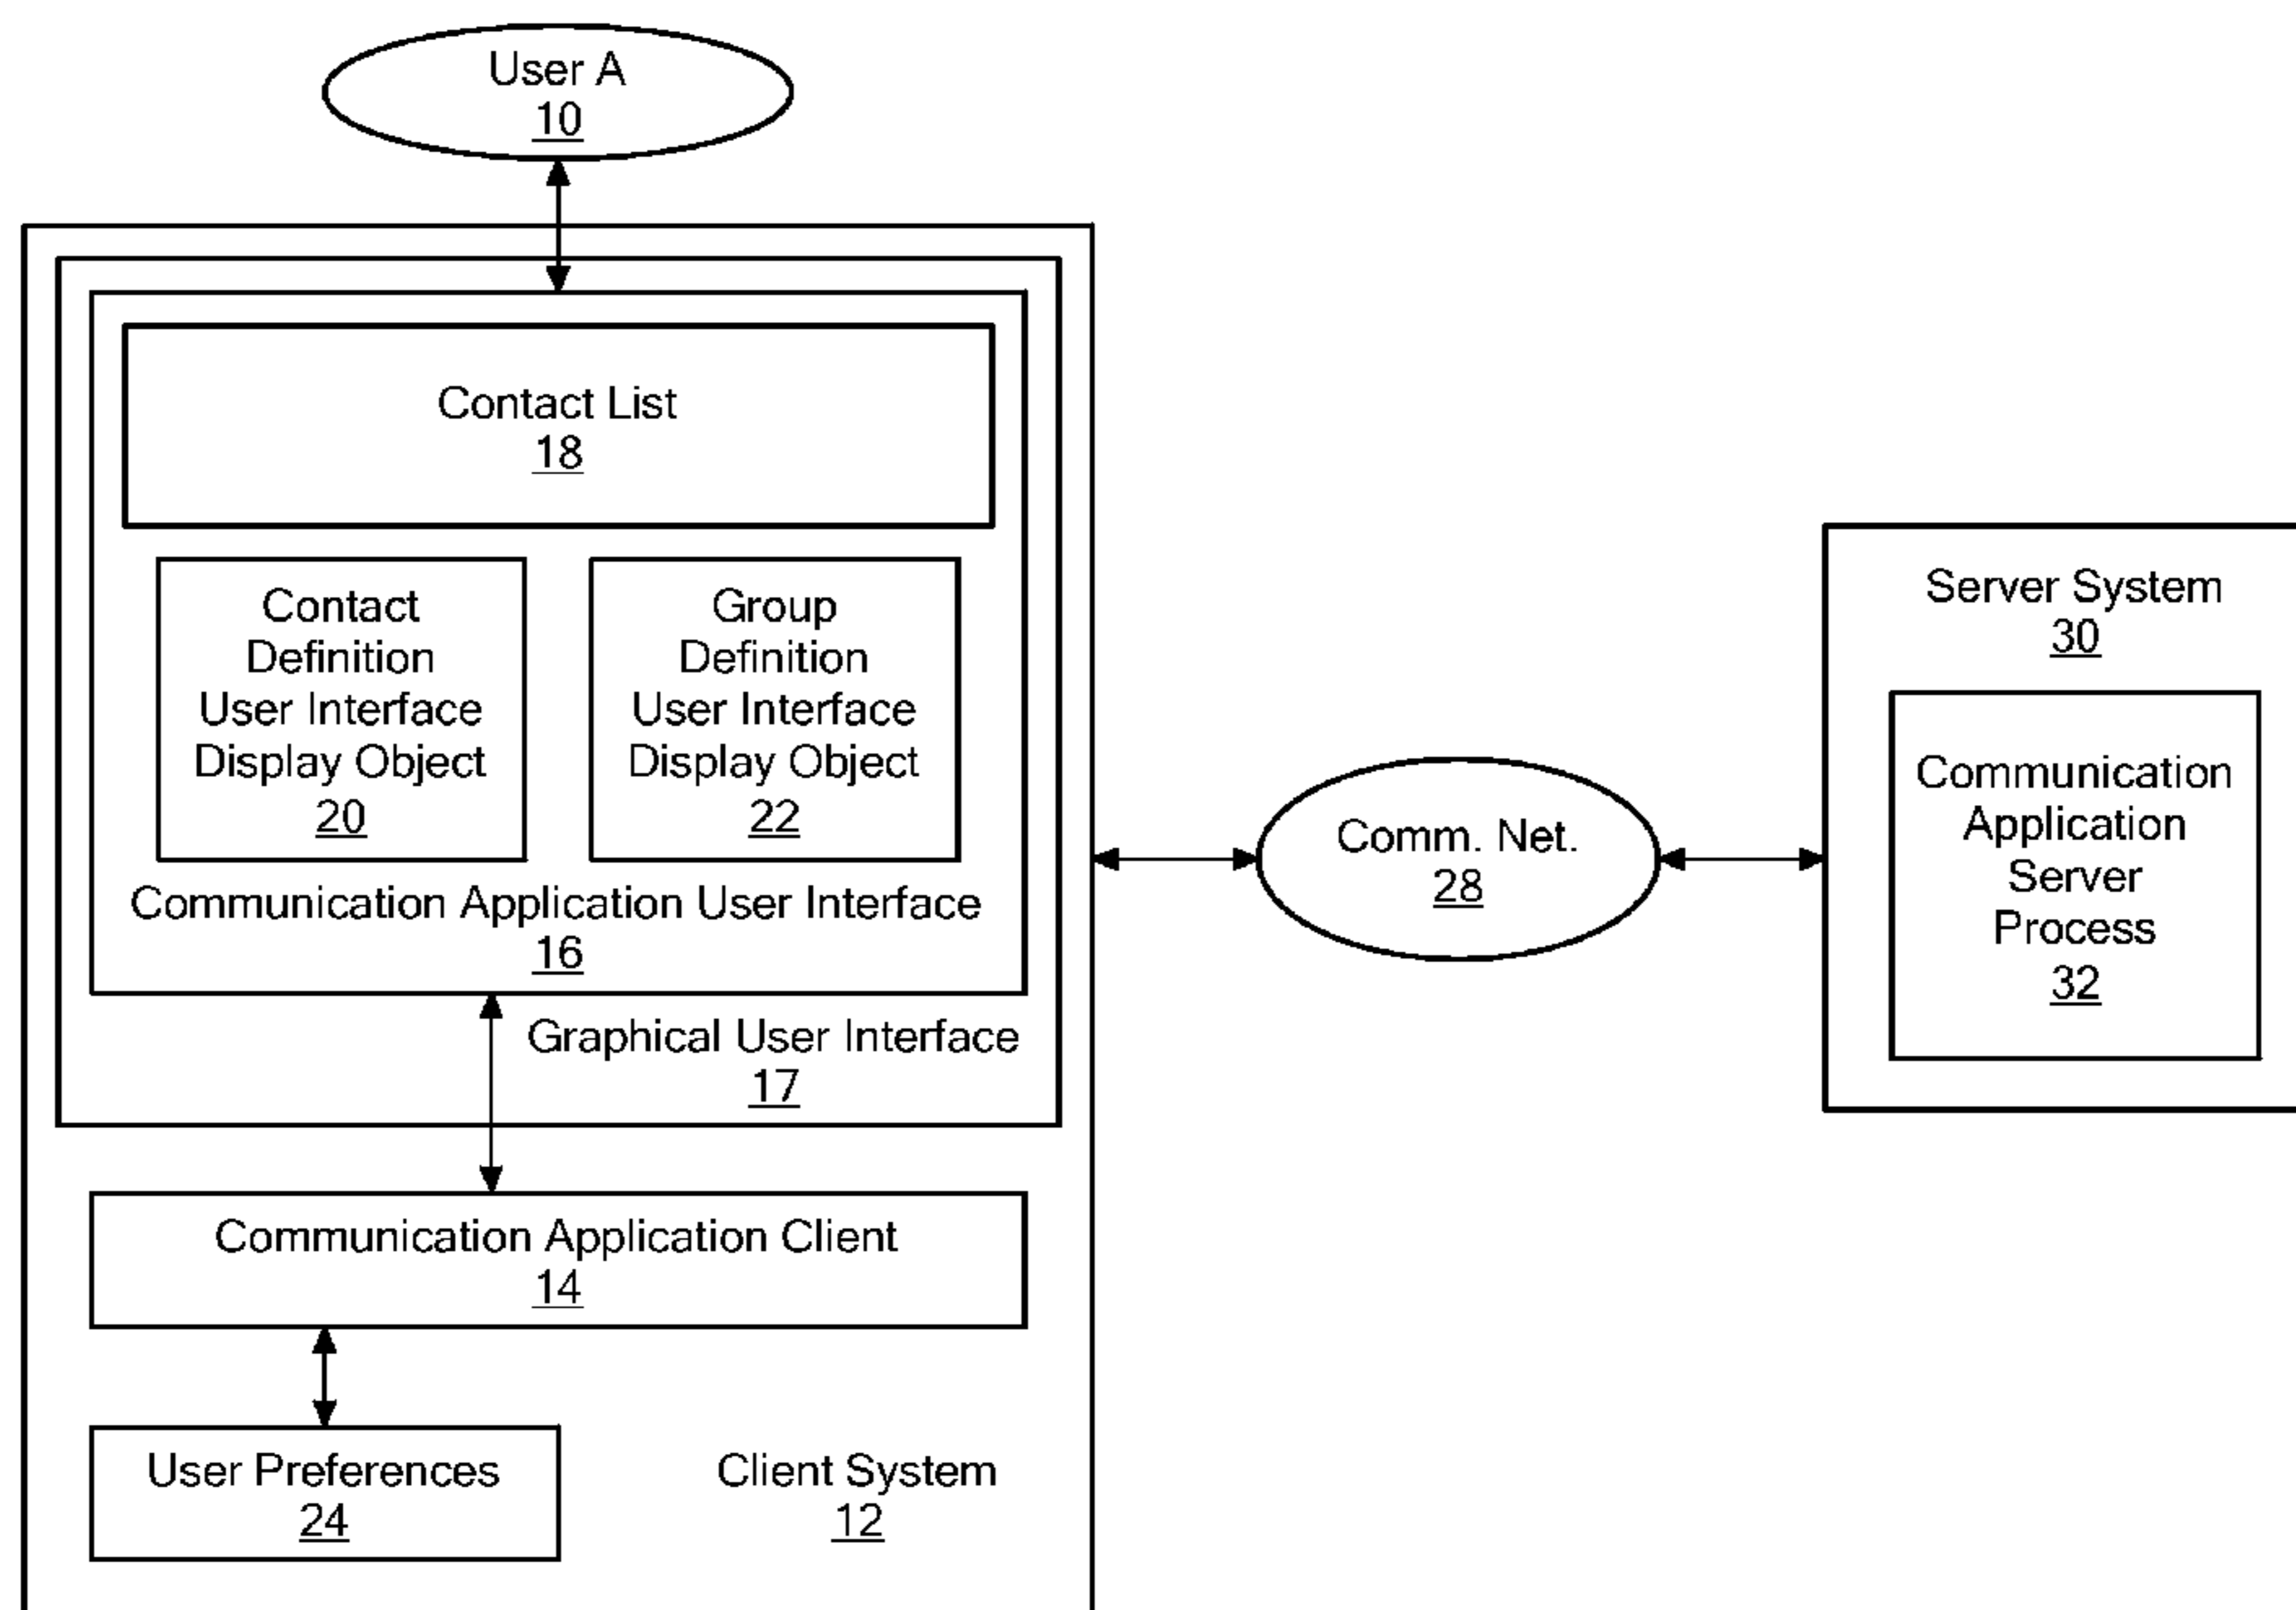 User A
10
Contact List
18
Contact
Definition
User Interface
Display Object
20
Group
Definition
User Interface
Display Object
22
Communication Application User Interface
16
Graphical User Interface
17
Communication Application Client
14
User Preferences
24
Client System
12
Comm. Net.
28
Server System
30
Communication
Application
Server
Process
32